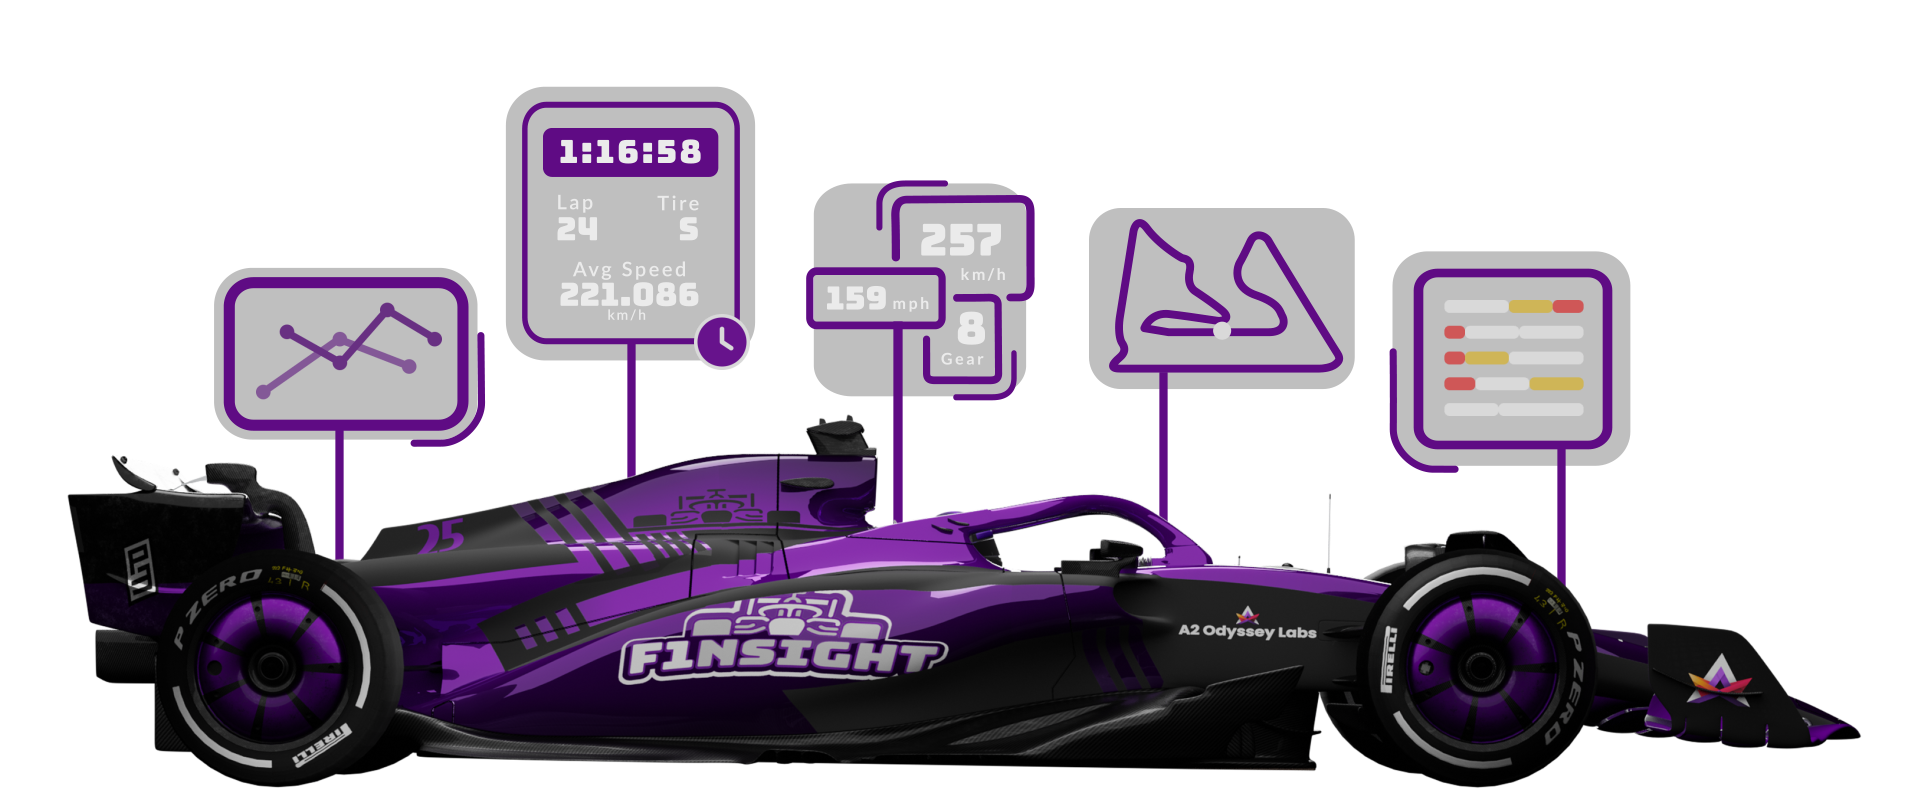 1:16:58
Lap
Tire
24
S
Avg Speed
221.086
km/h
257
km/h
159 mph
8
Gear
25
P ZERO
PIRELLI
F1NSIGHT
A2 Odyssey Labs
PIRELLI
P ZERO